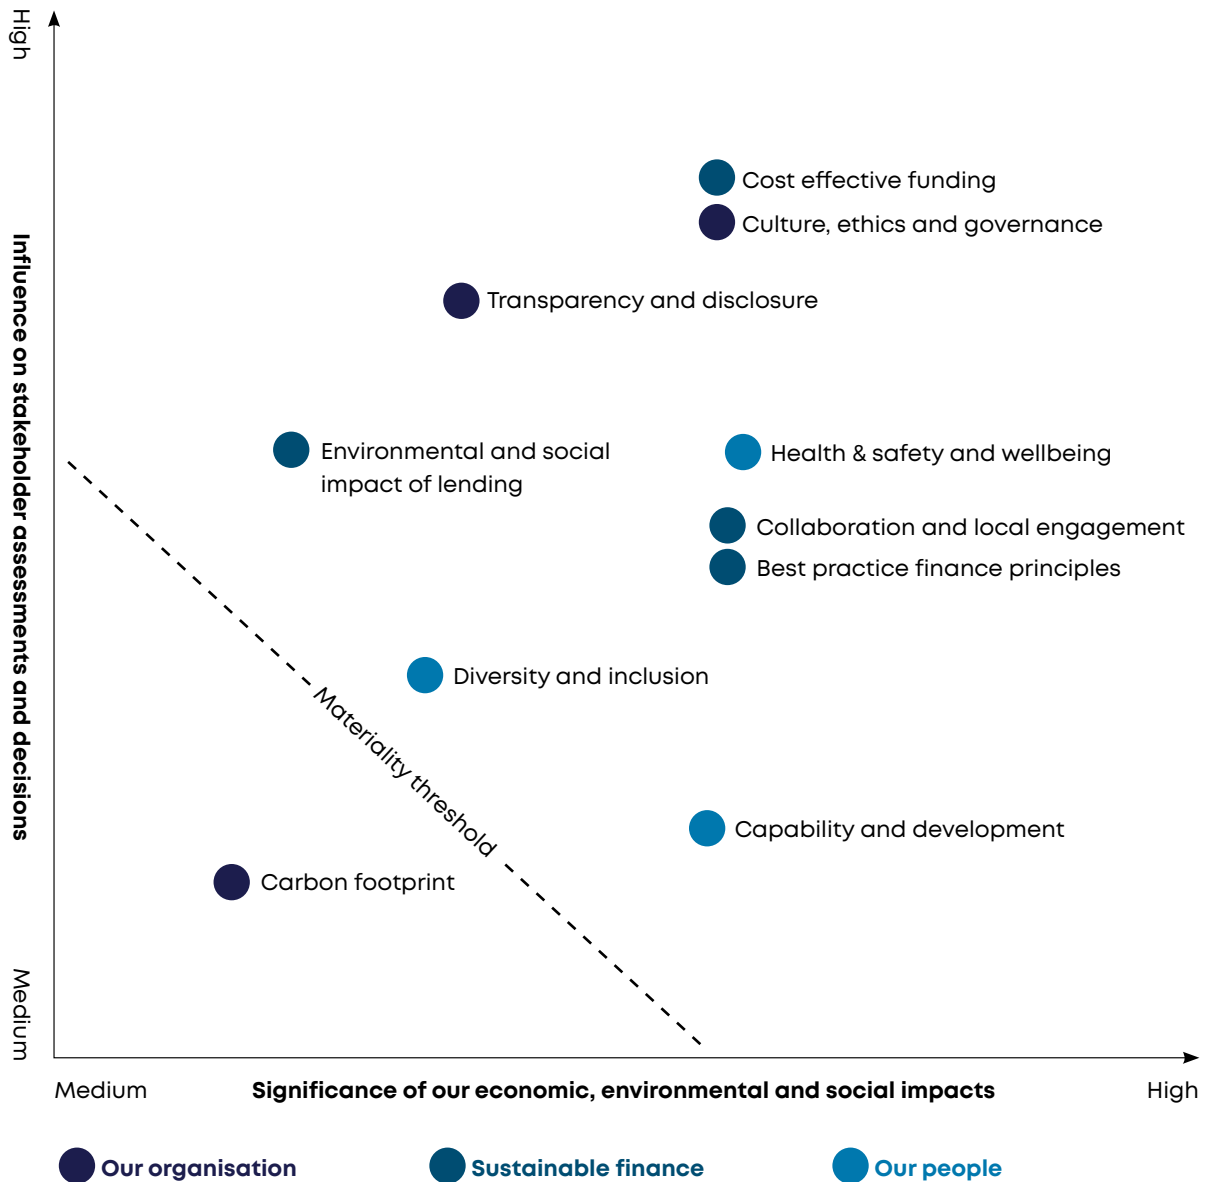 High
Influence on stakeholder assessments and decisions
Medium
Cost effective funding
Culture, ethics and governance
Transparency and disclosure
Environmental and social
impact of lending
Health & safety and wellbeing
Collaboration and local engagement
Best practice finance principles
Diversity and inclusion
Materiality threshold
Capability and development
Carbon footprint
Medium
Significance of our economic, environmental and social impacts
High
Our organisation
Sustainable finance
Our people